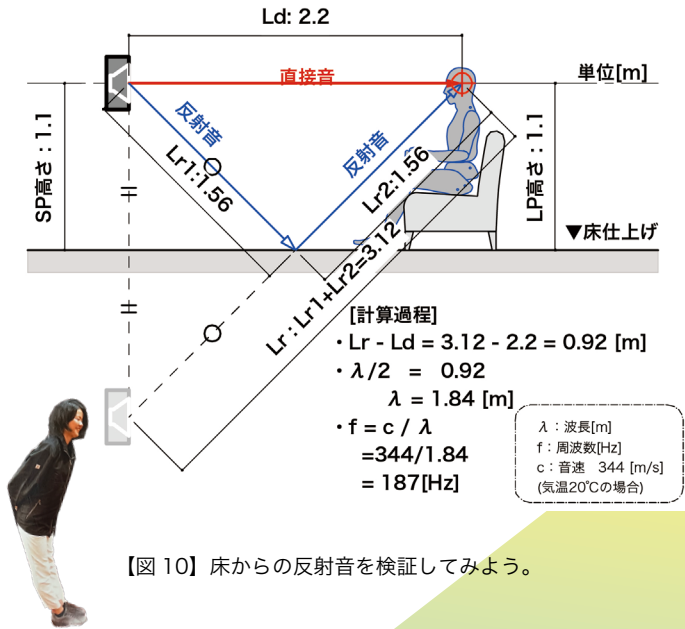 Ld: 2.2
直接音
単位[m]
SP高さ：1.1
反射音
Lr1:1.56
反射音
Lr2:1.56
LP高さ：1.1
▼床仕上げ
Lr：Lr1+Lr2=3.12
[計算過程]
・Lr - Ld = 3.12 - 2.2 = 0.92 [m]
・λ/2 = 0.92
λ = 1.84 [m]
・f = c / λ
=344/1.84
= 187[Hz]
λ：波長[m]
f：周波数[Hz]
c：音速 344 [m/s]
(気温20℃の場合)
【図 10】床からの反射音を検証してみよう。